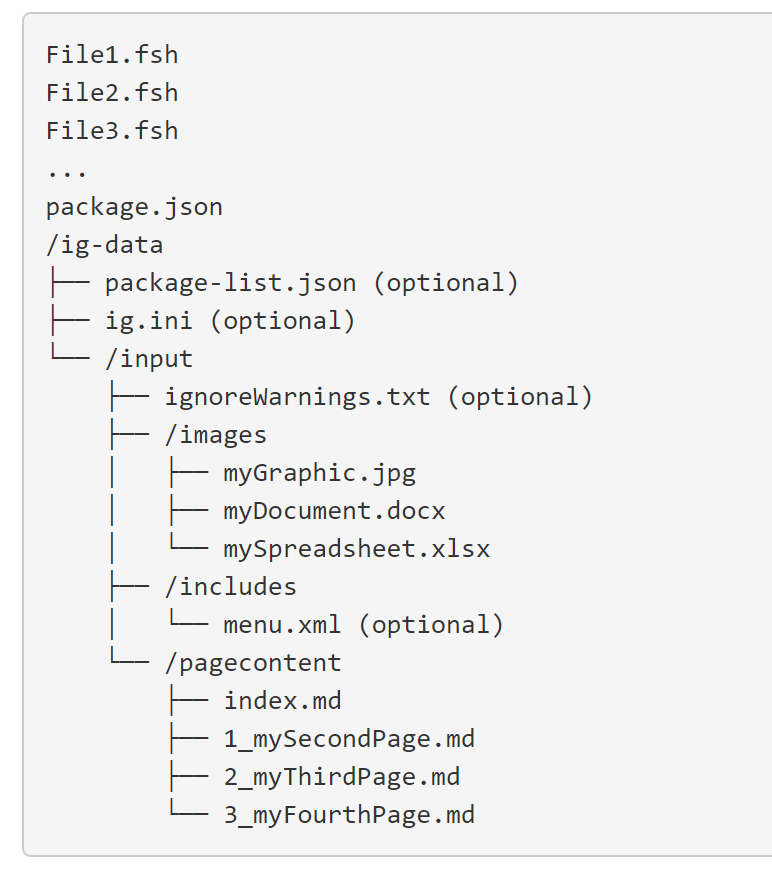 File1.fsh
File2.fsh
File3.fsh
...
package.json
/ig-data
├── package-list.json (optional)
├── ig.ini (optional)
└── /input
    ├── ignoreWarnings.txt (optional)
    ├── /images
    │   ├── myGraphic.jpg
    │   ├── myDocument.docx
    │   └── mySpreadsheet.xlsx
    ├── /includes
    │   └── menu.xml (optional)
    └── /pagecontent
        ├── index.md
        ├── 1_mySecondPage.md
        ├── 2_myThirdPage.md
        └── 3_myFourthPage.md